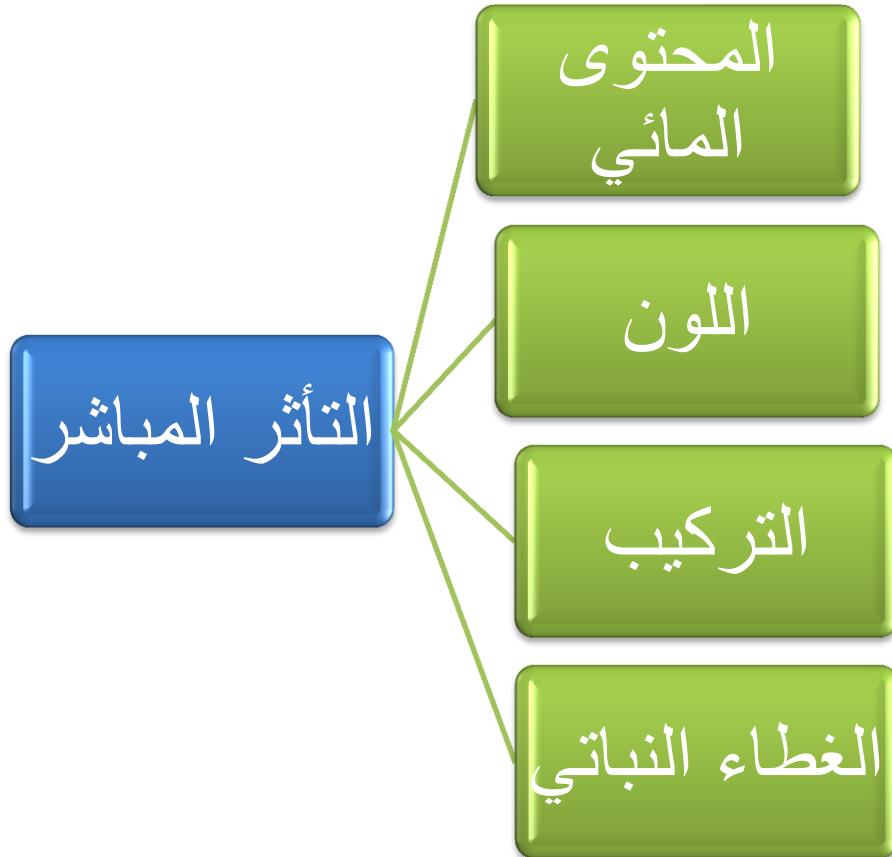 المحتوى
المائي
اللون
التأثر المباشر
التركيب
الغطاء النباتي